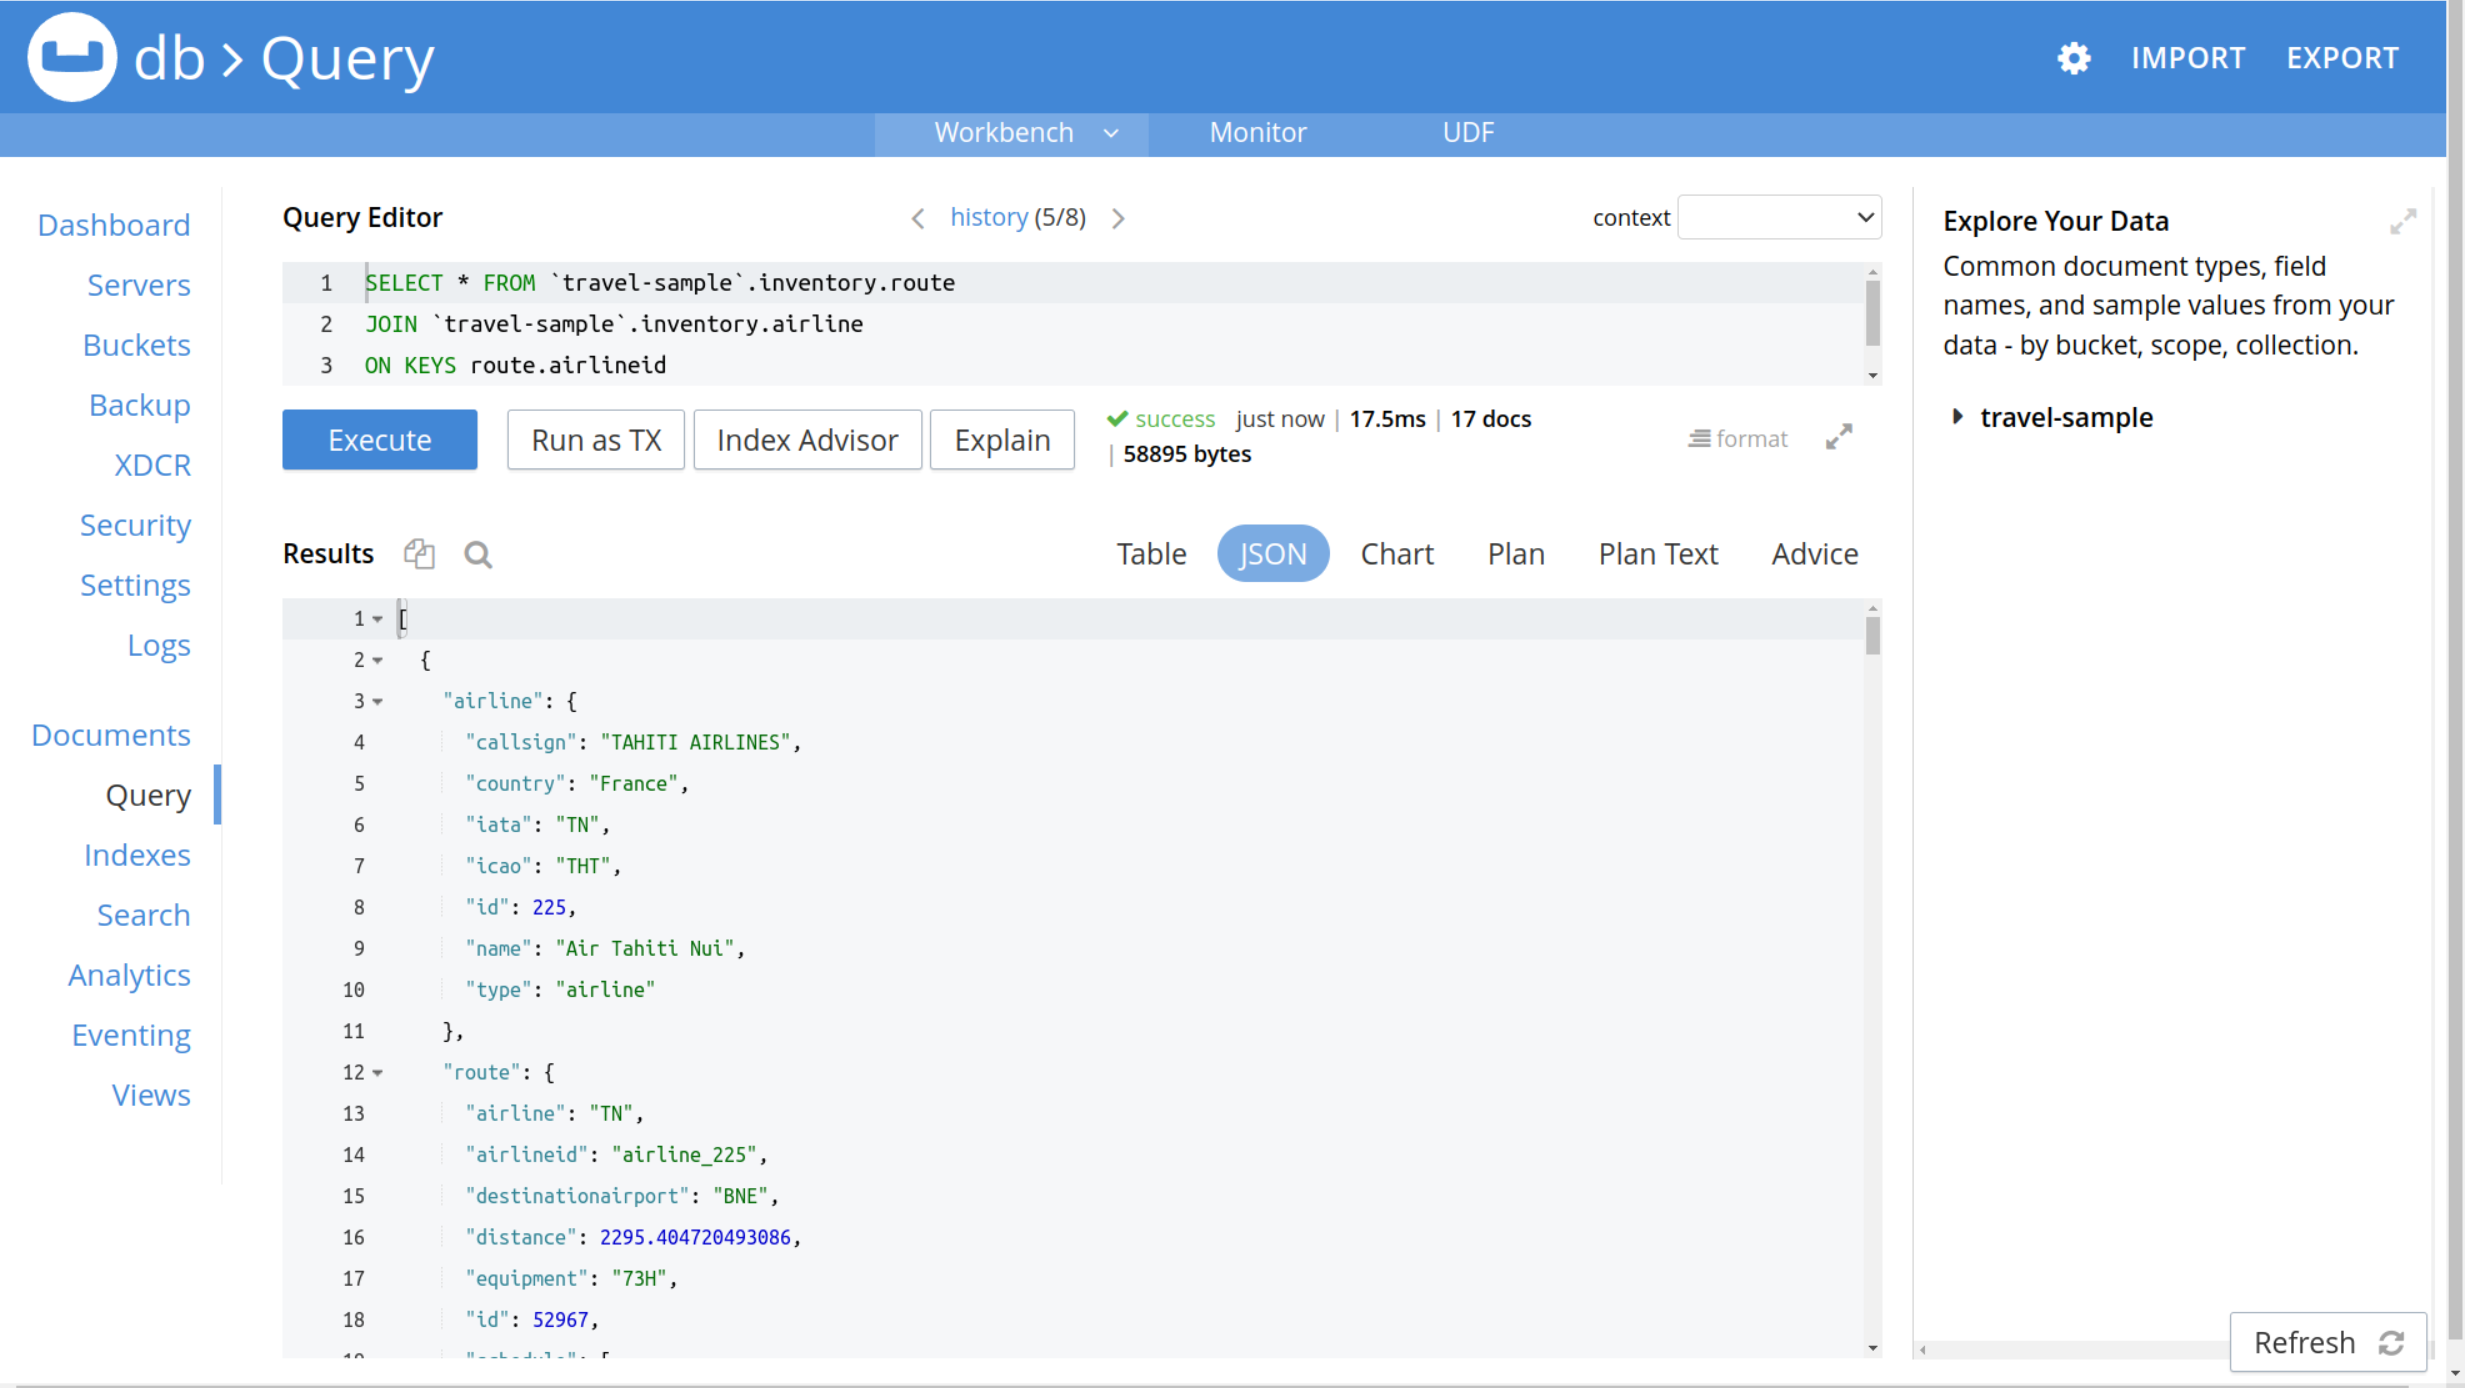 db > Query
IMPORT EXPORT
Workbench Monitor UDF
Dashboard
Servers
Buckets
Backup
XDCR
Security
Settings
Logs
Documents
Query
Indexes
Search
Analytics
Eventing
Views
Query Editor
history (5/8)
context
1 SELECT * FROM `travel-sample`.inventory.route
2 JOIN `travel-sample`.inventory.airline
3 ON KEYS route.airlineid
Execute Run as TX Index Advisor Explain
success just now | 17.5ms | 17 docs
| 58895 bytes
format
Results
Table JSON Chart Plan Plan Text Advice
1 [
2 {
3 "airline": {
4 "callsign": "TAHITI AIRLINES",
5 "country": "France",
6 "iata": "TN",
7 "icao": "THT",
8 "id": 225,
9 "name": "Air Tahiti Nui",
10 "type": "airline"
11 },
12 "route": {
13 "airline": "TN",
14 "airlineid": "airline_225",
15 "destinationairport": "BNE",
16 "distance": 2295.404720493086,
17 "equipment": "73H",
18 "id": 52967,
Explore Your Data
Common document types, field
names, and sample values from your
data - by bucket, scope, collection.
travel-sample
Refresh